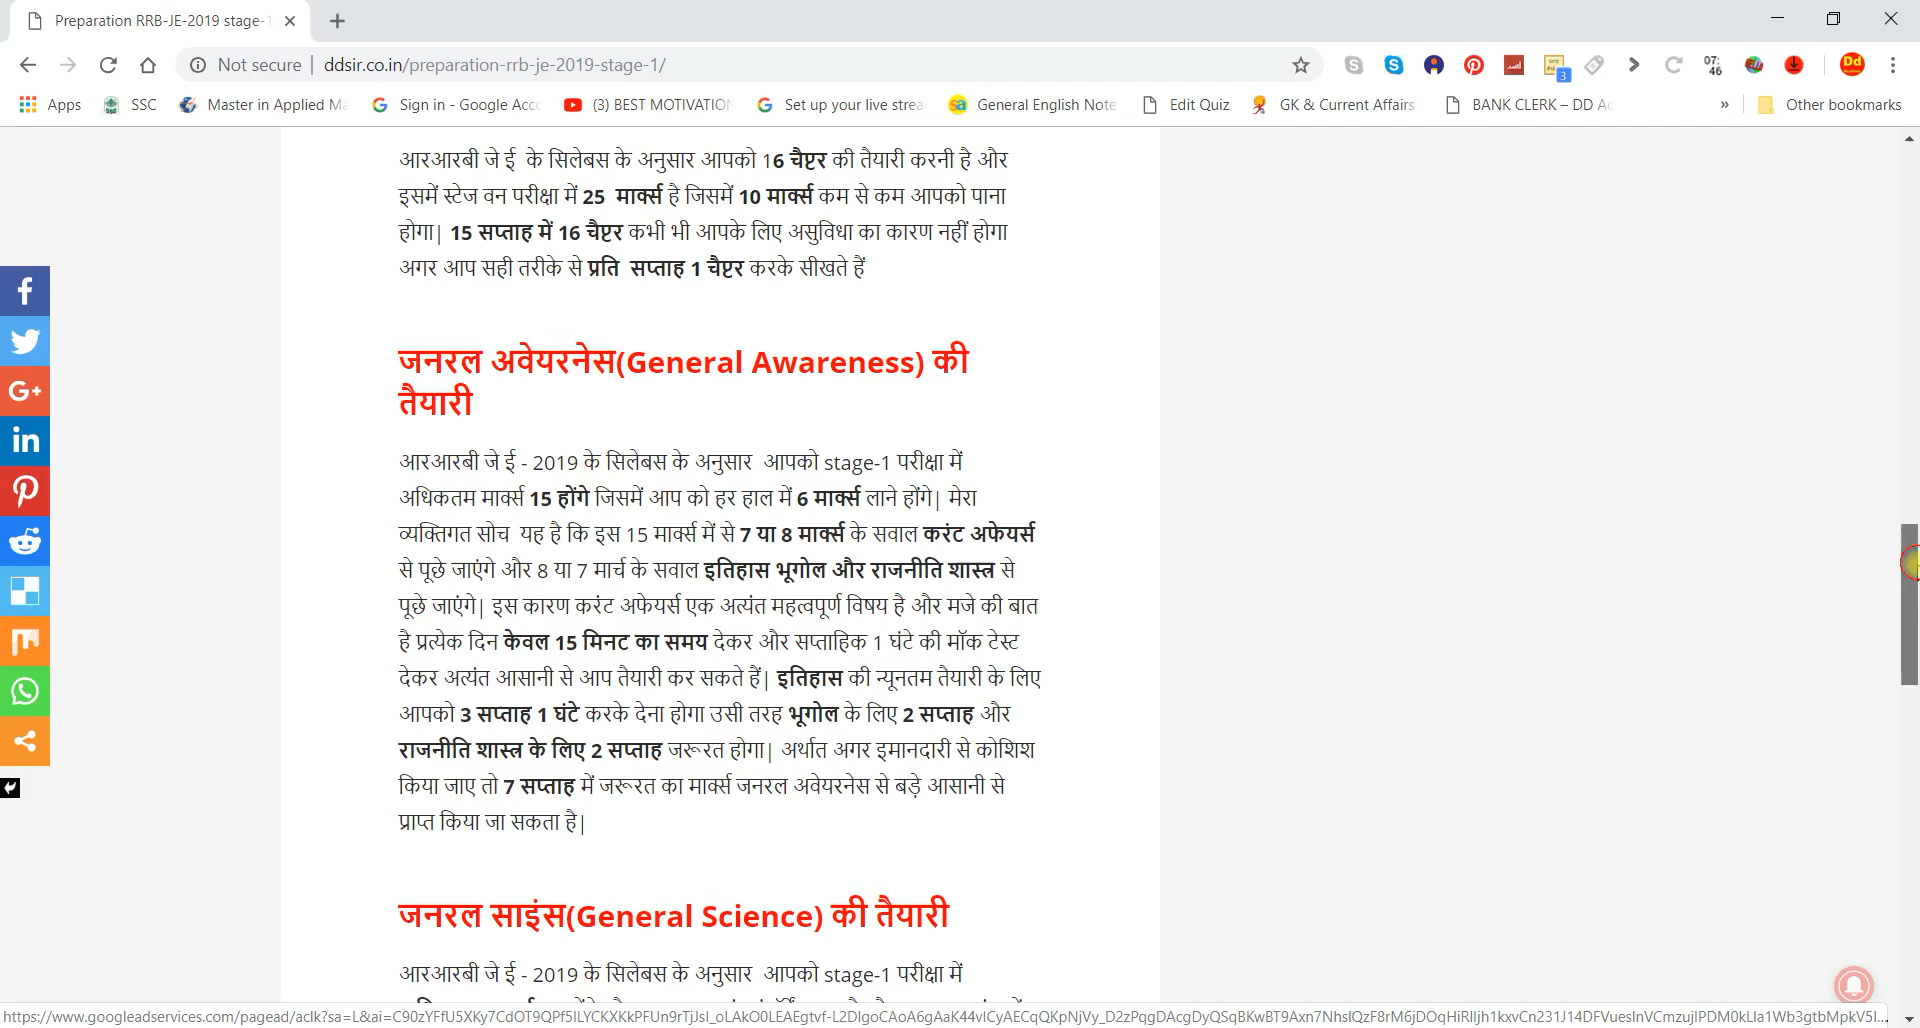 Preparation RRB-JE-2019 stage-1
Not secure | ddsir.co.in/preparation-rrb-je-2019-stage-1/
3
07:
46
Dd
Apps
SSC
Master in Applied Ma
Sign in - Google Acco
(3) BEST MOTIVATION
Set up your live strea
sa
General English Note
Edit Quiz
GK & Current Affairs
BANK CLERK – DD Ac
»
Other bookmarks
आरआरबी जे ई के सिलेबस के अनुसार आपको 16 चैप्टर की तैयारी करनी है और
इसमें स्टेज वन परीक्षा में 25 मार्क्स है जिसमें 10 मार्क्स कम से कम आपको पाना
होगा| 15 सप्ताह में 16 चैप्टर कभी भी आपके लिए असुविधा का कारण नहीं होगा
अगर आप सही तरीके से प्रति सप्ताह 1 चैप्टर करके सीखते हैं
जनरल अवेयरनेस(General Awareness) की
तैयारी
आरआरबी जे ई - 2019 के सिलेबस के अनुसार आपको stage-1 परीक्षा में
अधिकतम मार्क्स 15 होंगे जिसमें आप को हर हाल में 6 मार्क्स लाने होंगे| मेरा
व्यक्तिगत सोच यह है कि इस 15 मार्क्स में से 7 या 8 मार्क्स के सवाल करंट अफेयर्स
से पूछे जाएंगे और 8 या 7 मार्च के सवाल इतिहास भूगोल और राजनीति शास्त्र से
पूछे जाएंगे| इस कारण करंट अफेयर्स एक अत्यंत महत्वपूर्ण विषय है और मजे की बात
है प्रत्येक दिन केवल 15 मिनट का समय देकर और सप्ताहिक 1 घंटे की मॉक टेस्ट
देकर अत्यंत आसानी से आप तैयारी कर सकते हैं| इतिहास की न्यूनतम तैयारी के लिए
आपको 3 सप्ताह 1 घंटे करके देना होगा उसी तरह भूगोल के लिए 2 सप्ताह और
राजनीति शास्त्र के लिए 2 सप्ताह जरूरत होगा| अर्थात अगर इमानदारी से कोशिश
किया जाए तो 7 सप्ताह में जरूरत का मार्क्स जनरल अवेयरनेस से बड़े आसानी से
प्राप्त किया जा सकता है|
जनरल साइंस(General Science) की तैयारी
आरआरबी जे ई - 2019 के सिलेबस के अनुसार आपको stage-1 परीक्षा में